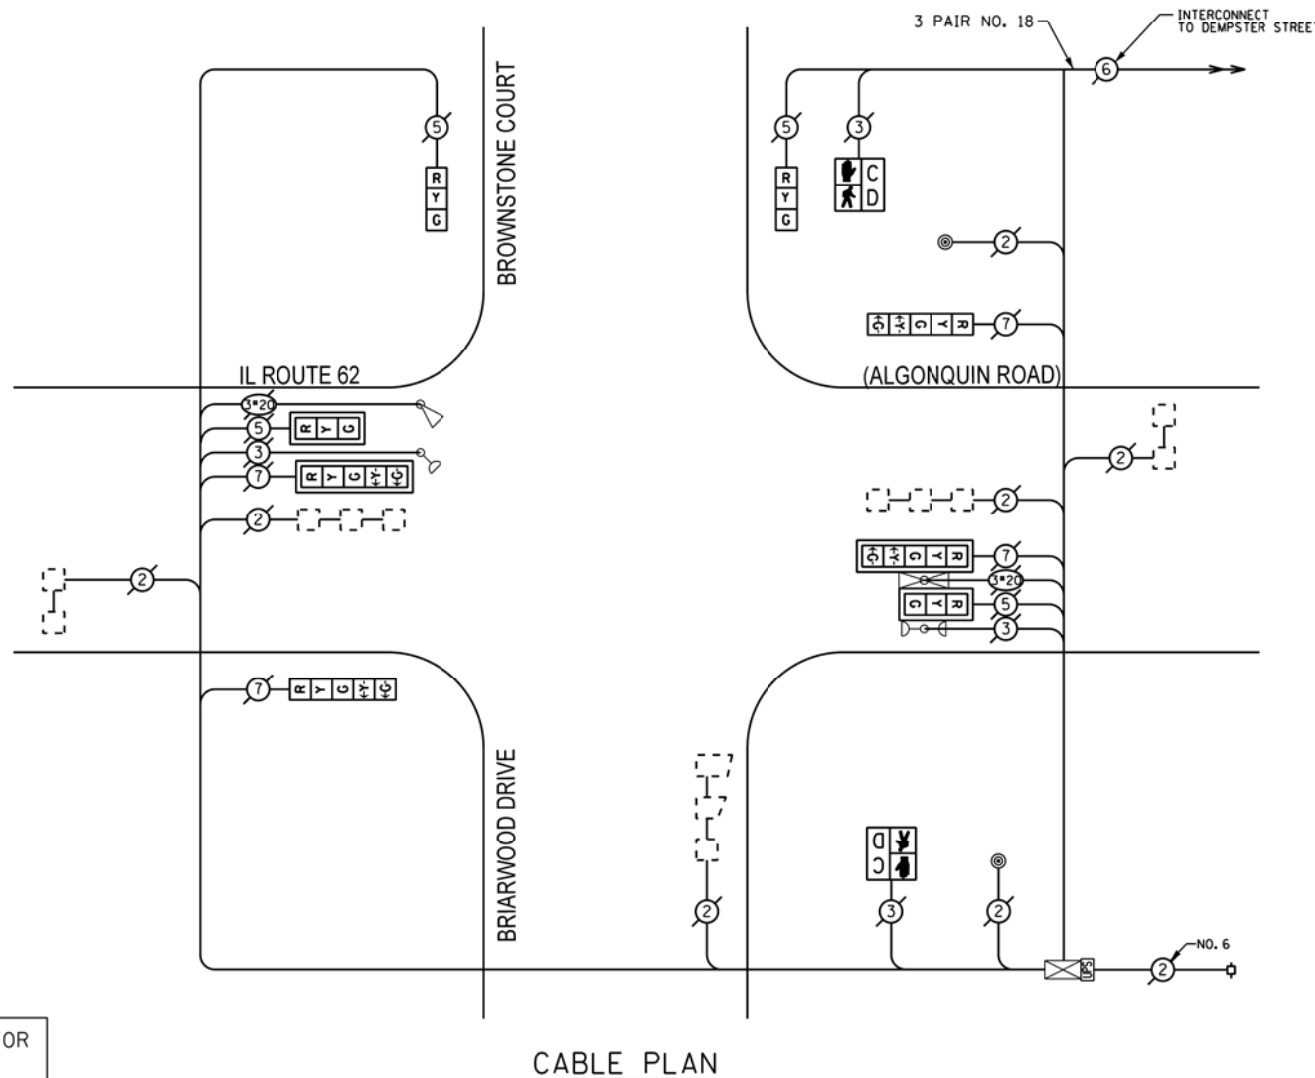 3 PAIR NO. 18
INTERCONNECT
TO DEMPSTER STREE
6
5
R
Y
G
BROWNSTONE COURT
5
R
Y
G
3
C
D
2
7
R Y G ←Y- ←G-
IL ROUTE 62
(ALGONQUIN ROAD)
3#20
5
R Y G
3
7
R Y G ←Y- ←G-
2
2
2
2
7
R Y G ←Y- ←G-
3#20
5
R Y G
3
7
R Y G ←Y- ←G-
BRIARWOOD DRIVE
C
D
2
3
2
UPS
2
NO. 6
OR
CABLE PLAN